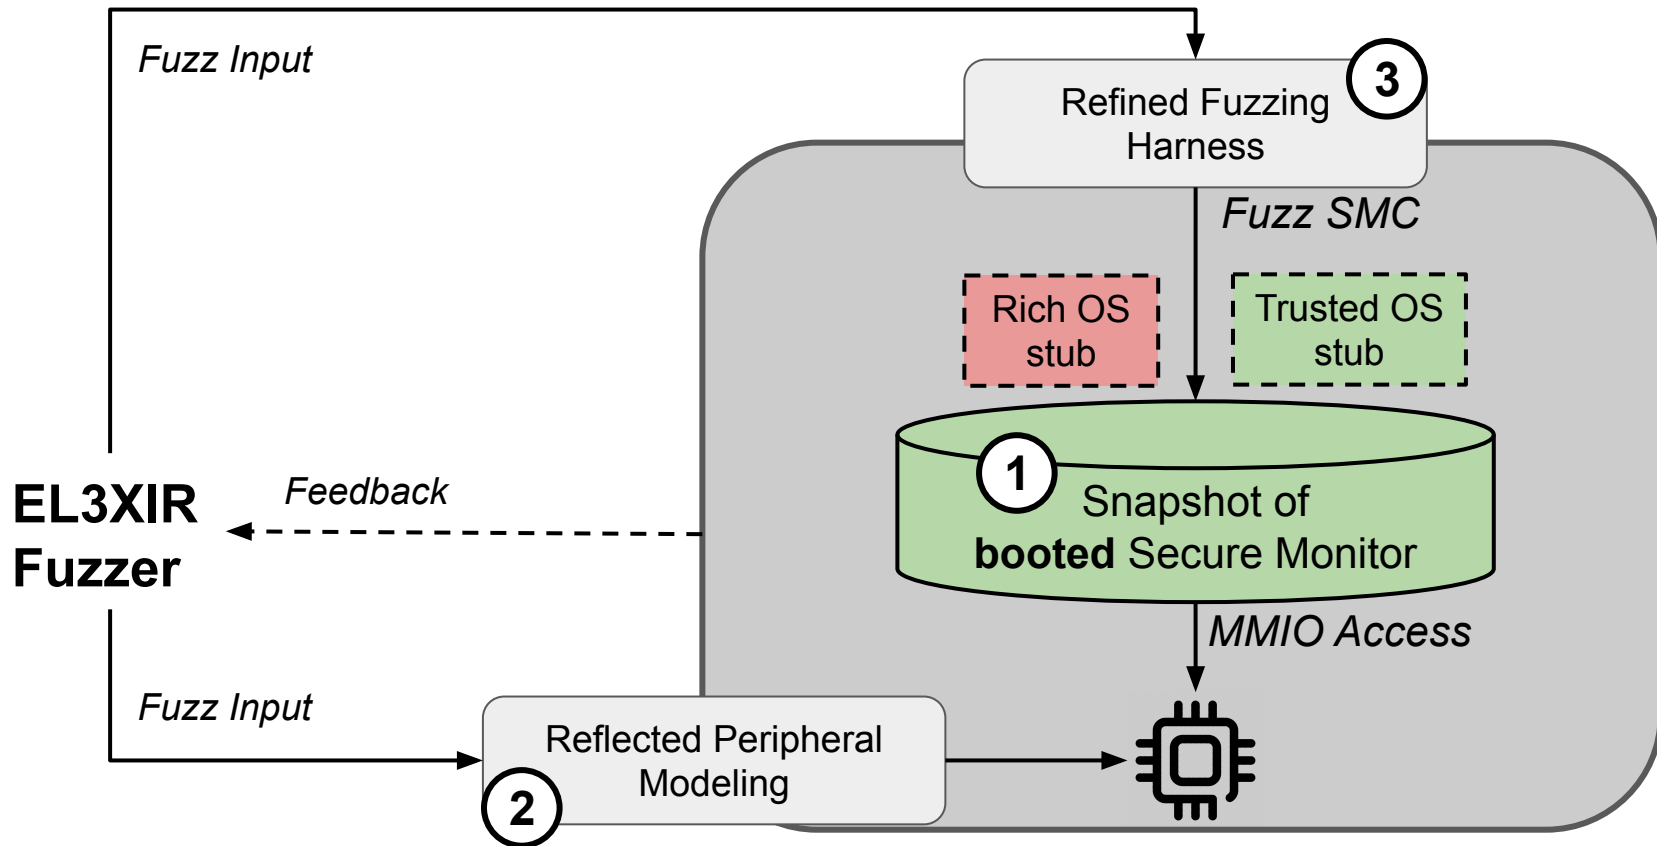 Fuzz Input
3
Refined Fuzzing
Harness
Fuzz SMC
Rich OS
stub
Trusted OS
stub
1
Snapshot of
booted Secure Monitor
EL3XIR
Fuzzer
Feedback
MMIO Access
Fuzz Input
Reflected Peripheral
Modeling
2